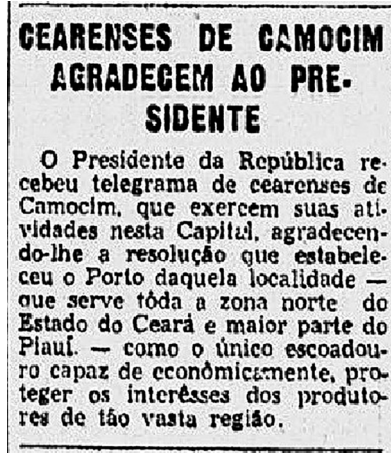 CEARENSES DE CAMOCIM
AGRADECEM AO PRE-
SIDENTE
O Presidente da República re-
cebeu telegrama de cearenses de
Camocim, que exercem suas ati-
vidades nesta Capital, agradecen-
do-lhe a resolução que estabele-
ceu o Porto daquela localidade —
que serve tôda a zona norte do
Estado do Ceará e maior parte do
Piauí. — como o único escoadou-
ro capaz de econômicamente, pro-
teger os interêsses dos produto-
res de tão vasta região.